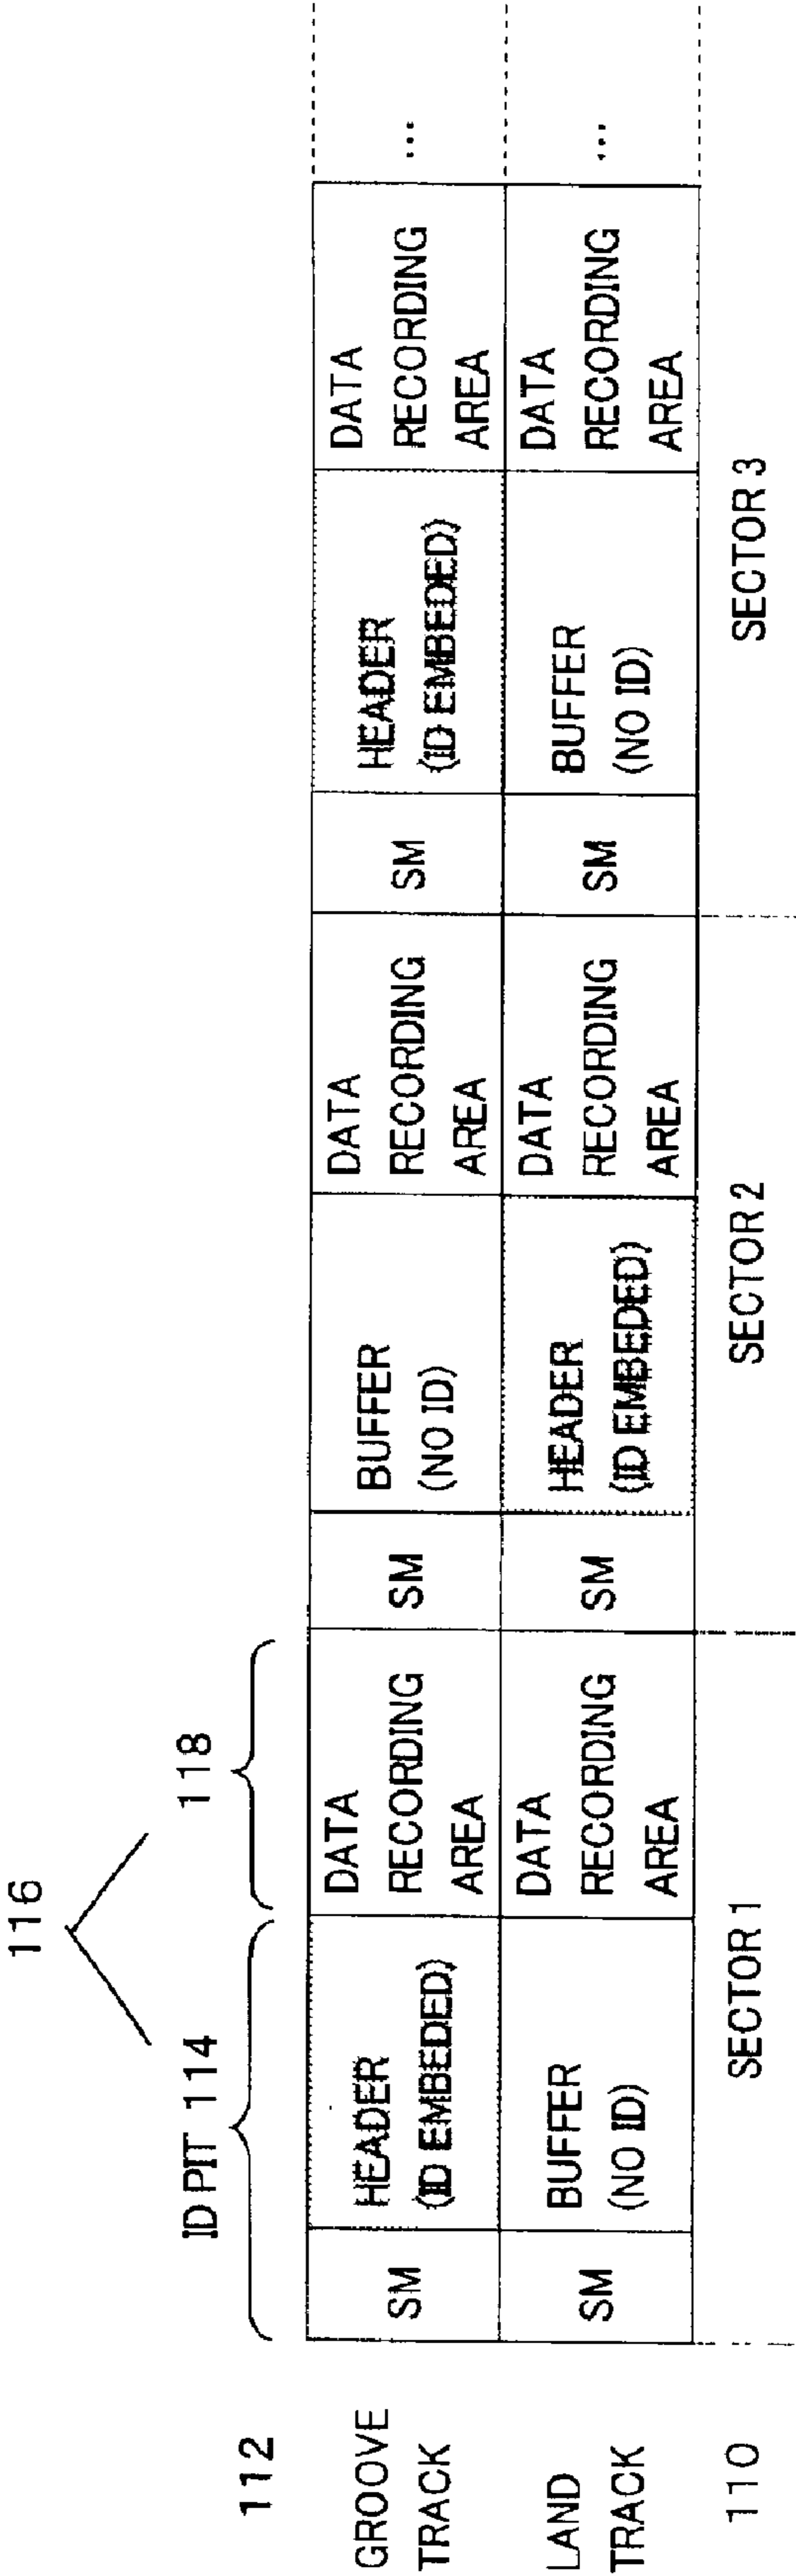 116
ID PIT 114
118
112
GROOVE
TRACK
SM
HEADER
(ID EMBEDED)
DATA
RECORDING
AREA
SM
BUFFER
(NO ID)
DATA
RECORDING
AREA
SM
HEADER
(ID EMBEDED)
DATA
RECORDING
AREA
...
LAND
TRACK
SM
BUFFER
(NO ID)
DATA
RECORDING
AREA
SM
HEADER
(ID EMBEDED)
DATA
RECORDING
AREA
SM
BUFFER
(NO ID)
DATA
RECORDING
AREA
...
110
SECTOR 1
SECTOR 2
SECTOR 3